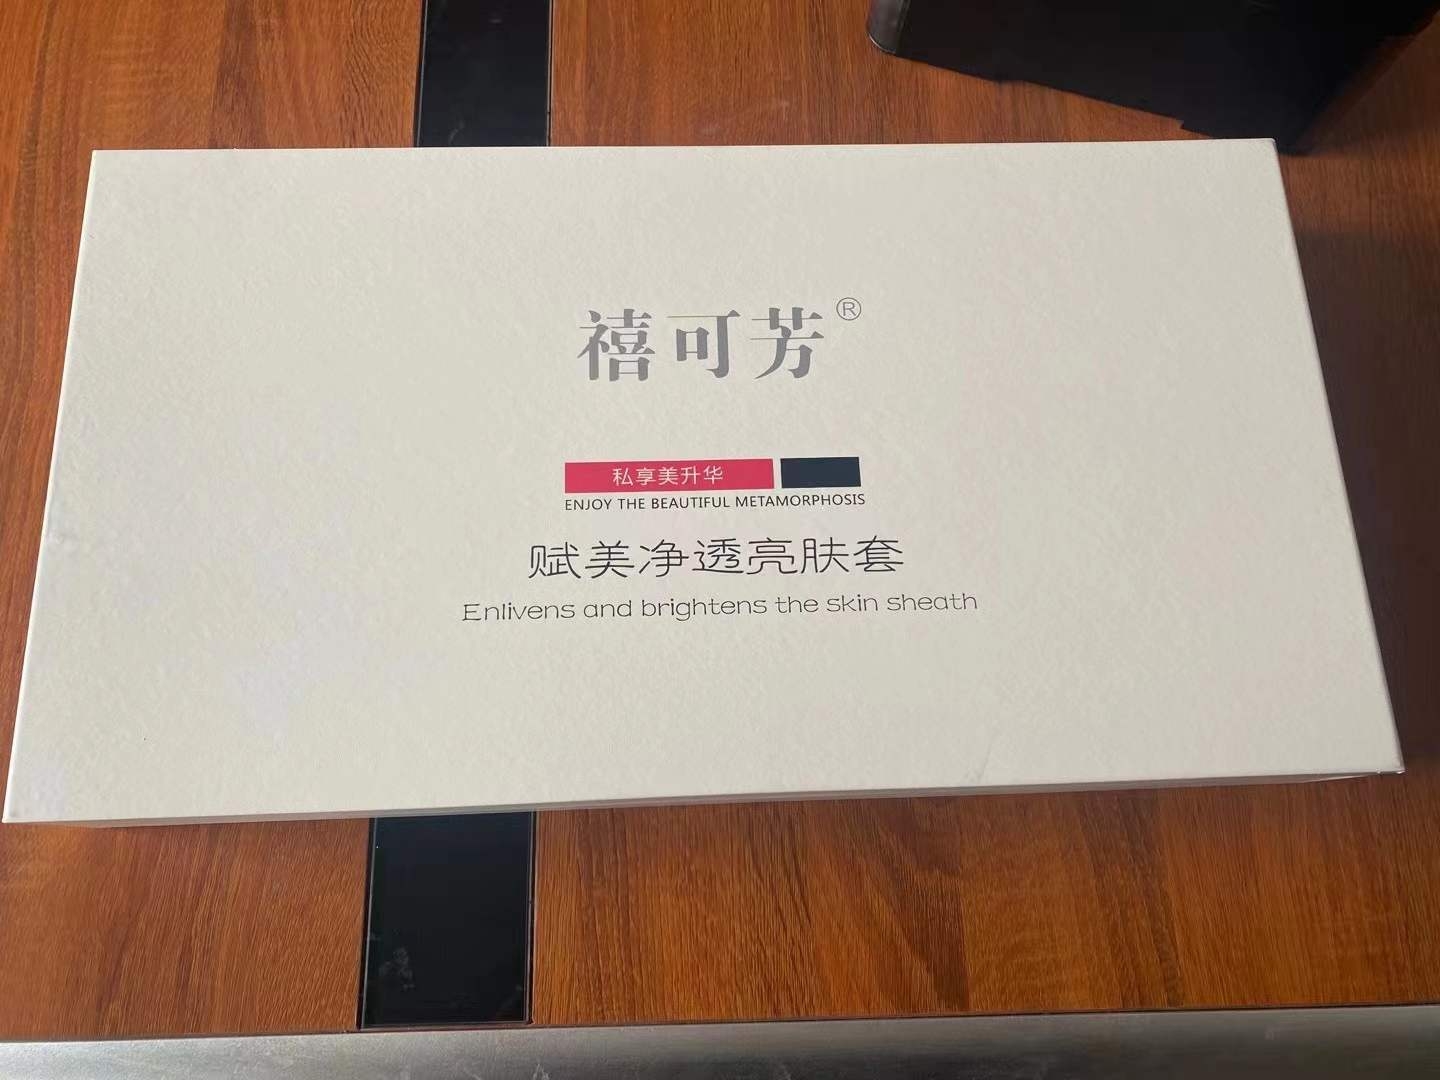 禧可芳®
私享美升华
ENJOY THE BEAUTIFUL METAMORPHOSIS
赋美净透亮肤套
Enlivens and brightens the skin sheath